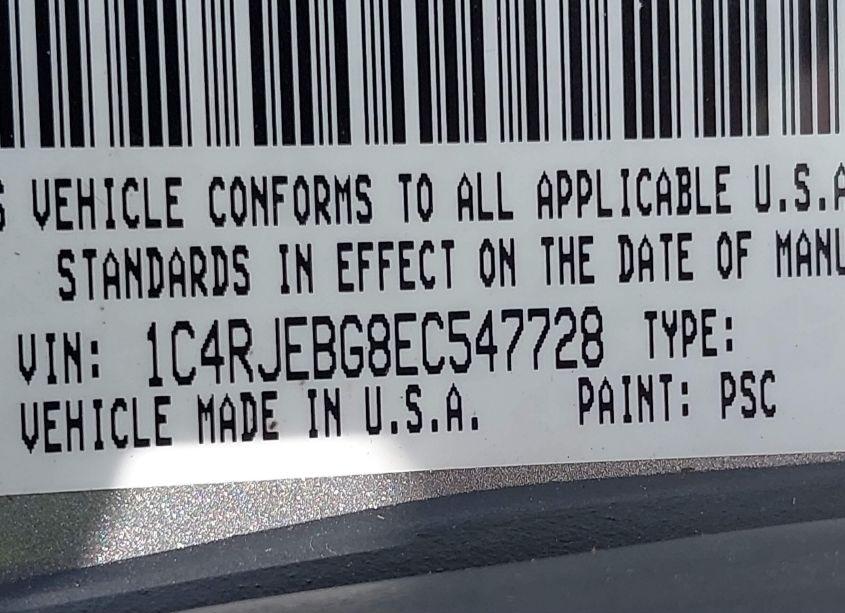 S VEHICLE CONFORMS TO ALL APPLICABLE U.S.A
STANDARDS IN EFFECT ON THE DATE OF MANU
VIN: 1C4RJEBG8EC547728 TYPE:
VEHICLE MADE IN U.S.A. PAINT: PSC